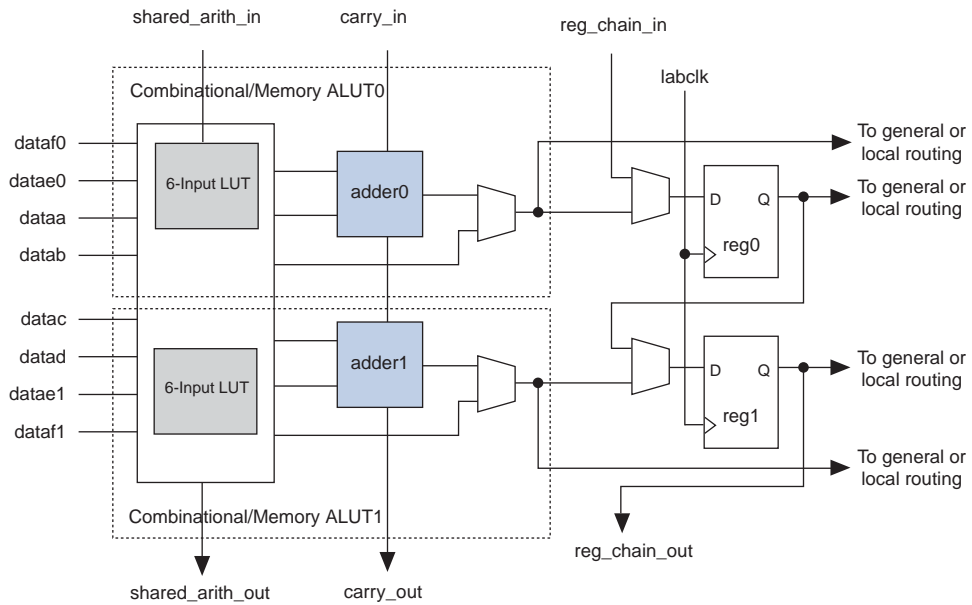 shared_arith_in
carry_in
reg_chain_in
labclk
Combinational/Memory ALUT0
dataf0
datae0
dataa
datab
6-Input LUT
adder0
D Q
reg0
To general or
local routing
To general or
local routing
datac
datad
datae1
dataf1
6-Input LUT
adder1
D Q
reg1
To general or
local routing
To general or
local routing
Combinational/Memory ALUT1
reg_chain_out
shared_arith_out
carry_out